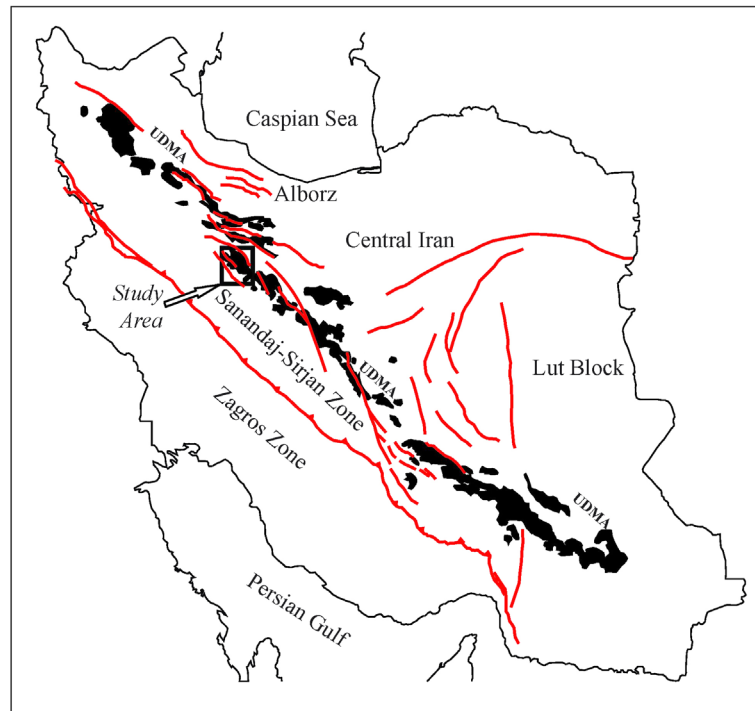 Caspian Sea
UDMA
Alborz
Central Iran
Study
Area
Sanandaj-Sirjan Zone
UDMA
Lut Block
Zagros Zone
UDMA
Persian Gulf